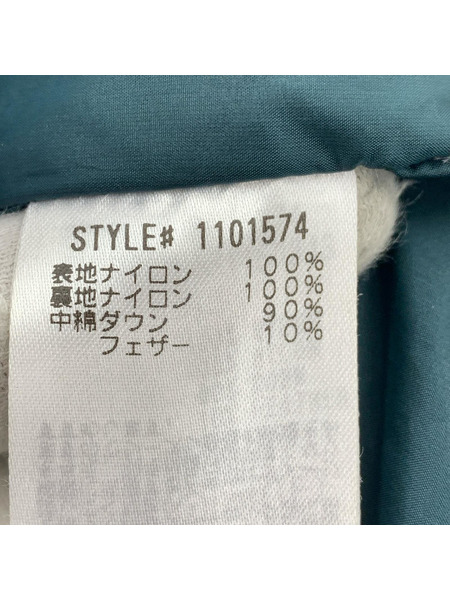 STYLE# 1101574
表地ナイロン 100%
裏地ナイロン 100%
中綿ダウン 90%
フェザー 10%